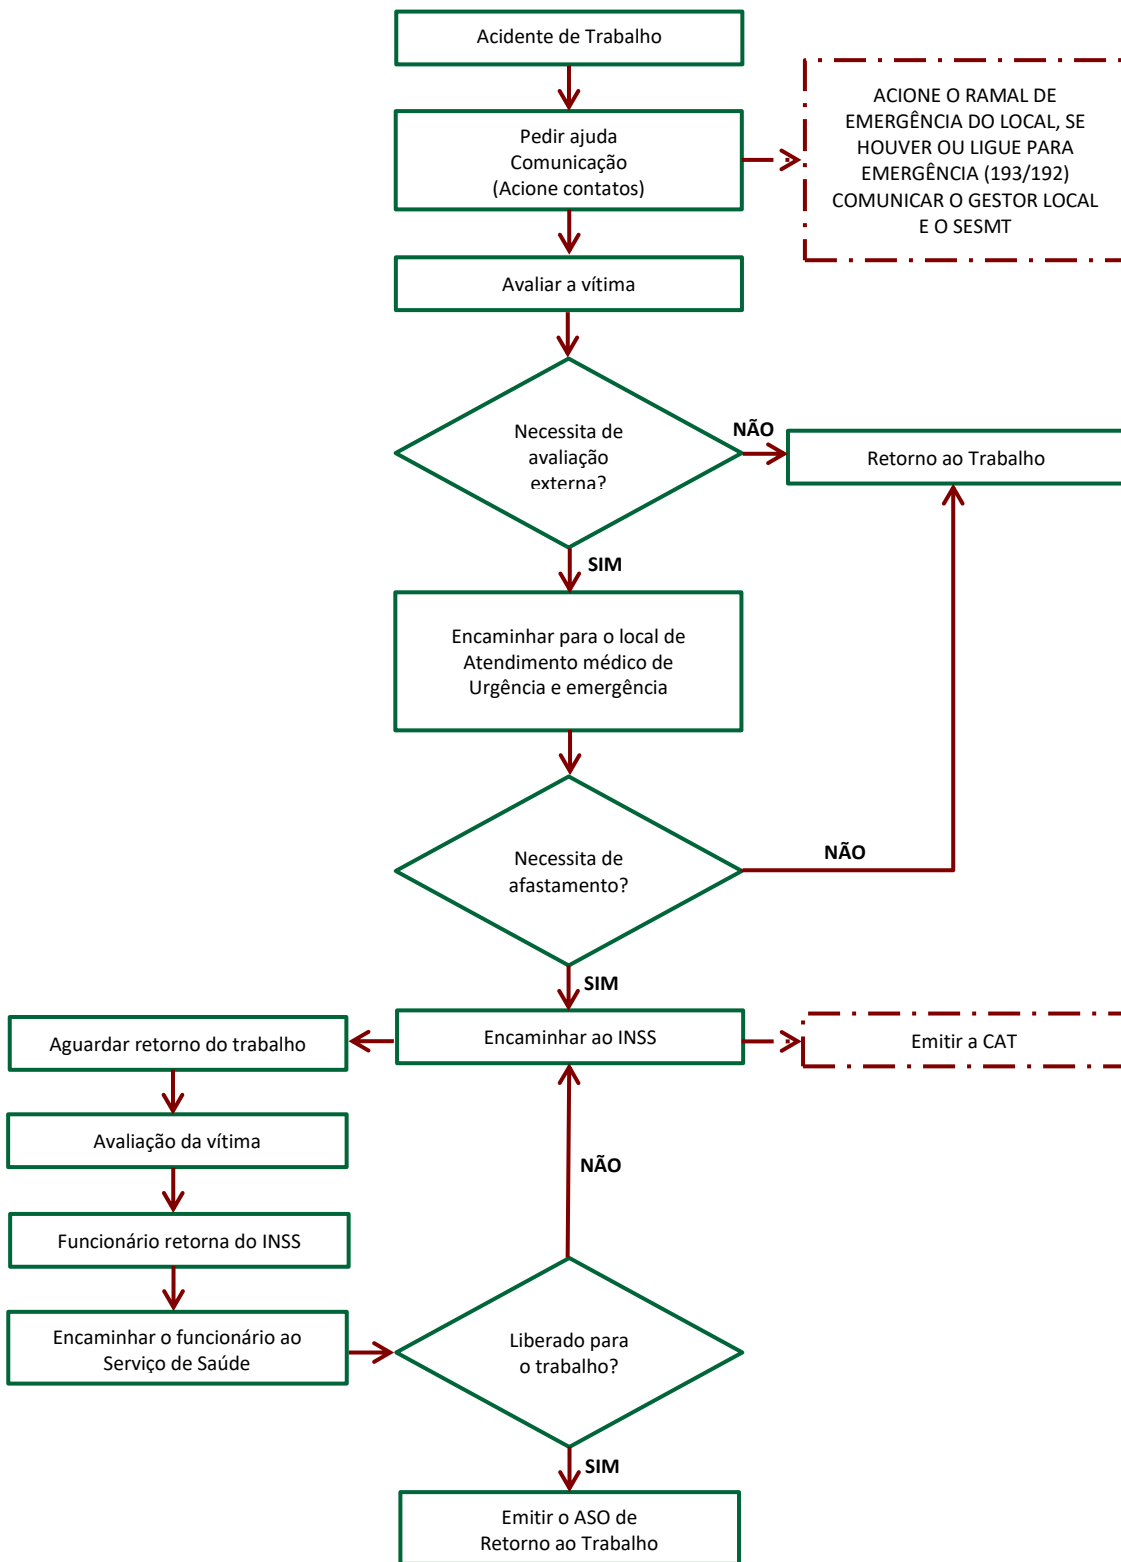 Acidente de Trabalho
Pedir ajuda
Comunicação
(Acione contatos)
ACIONE O RAMAL DE
EMERGÊNCIA DO LOCAL, SE
HOUVER OU LIGUE PARA
EMERGÊNCIA (193/192)
COMUNICAR O GESTOR LOCAL
E O SESMT
Avaliar a vítima
Necessita de
avaliação
externa?
NÃO
Retorno ao Trabalho
SIM
Encaminhar para o local de
Atendimento médico de
Urgência e emergência
Necessita de
afastamento?
NÃO
SIM
Encaminhar ao INSS
Emitir a CAT
Aguardar retorno do trabalho
Avaliação da vítima
Funcionário retorna do INSS
Encaminhar o funcionário ao
Serviço de Saúde
NÃO
Liberado para
o trabalho?
SIM
Emitir o ASO de
Retorno ao Trabalho